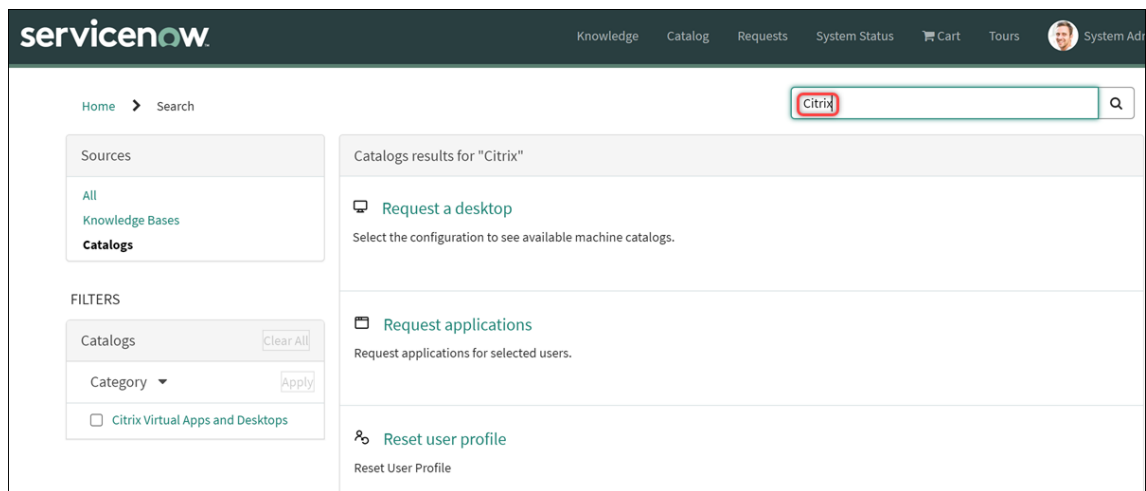 servicenow
Knowledge Catalog Requests System Status Cart Tours System Adr
Home Search
Citrix
Sources
All
Knowledge Bases
Catalogs
FILTERS
Catalogs Clear All
Category Apply
Citrix Virtual Apps and Desktops
Catalogs results for "Citrix"
Request a desktop
Select the configuration to see available machine catalogs.
Request applications
Request applications for selected users.
Reset user profile
Reset User Profile